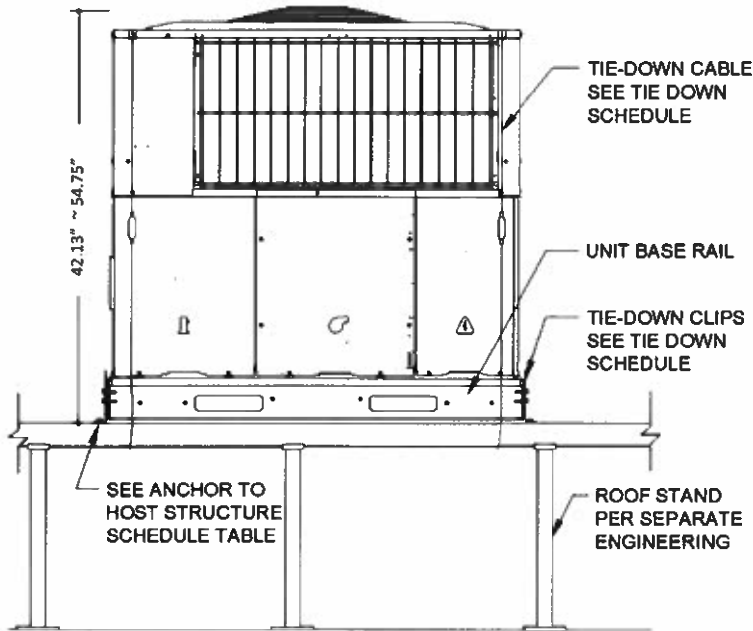 TIE-DOWN CABLE
SEE TIE DOWN
SCHEDULE
42.13" ~ 54.75"
UNIT BASE RAIL
TIE-DOWN CLIPS
SEE TIE DOWN
SCHEDULE
SEE ANCHOR TO
HOST STRUCTURE
SCHEDULE TABLE
ROOF STAND
PER SEPARATE
ENGINEERING